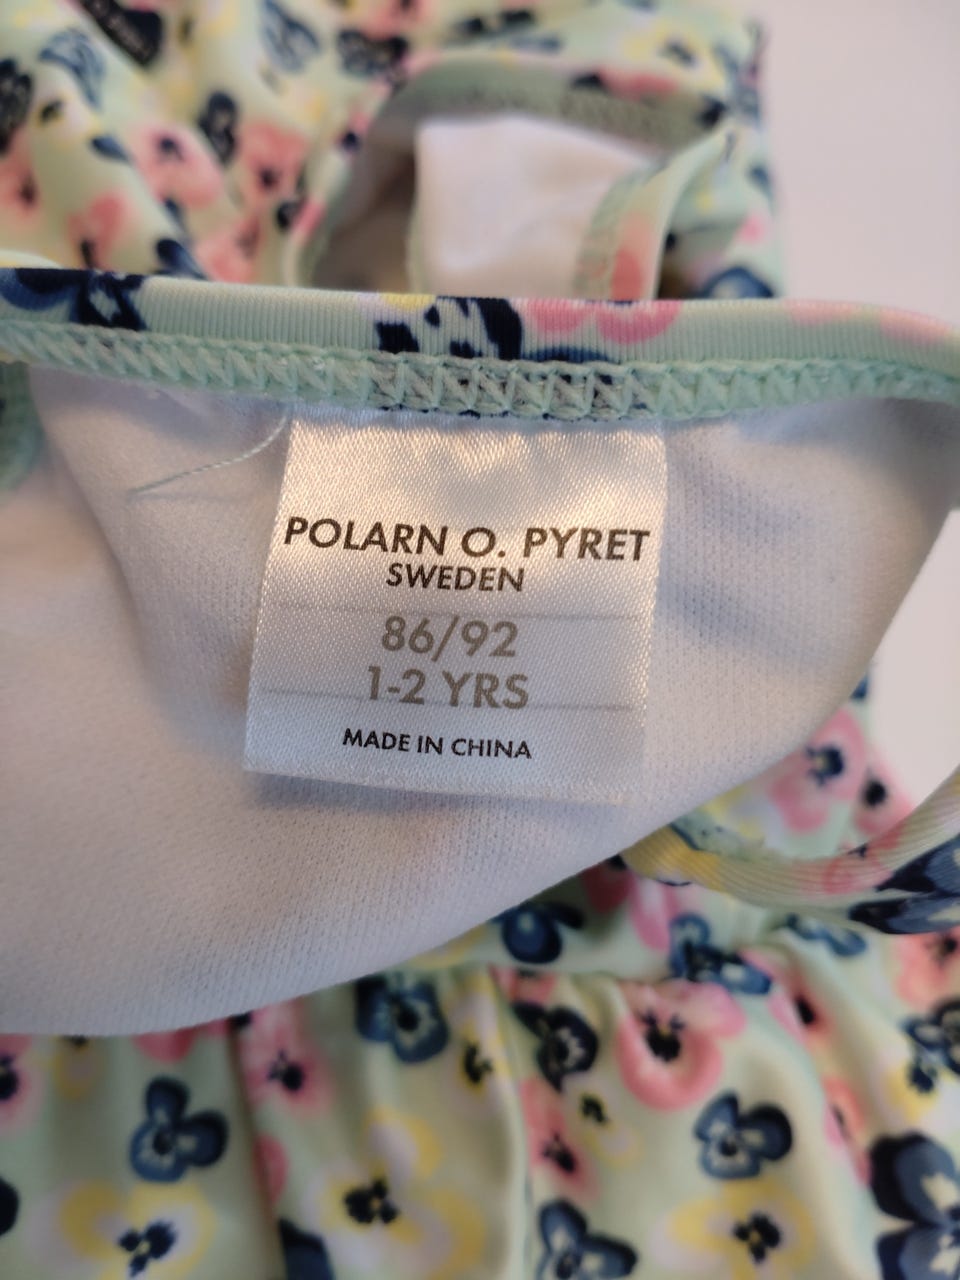 POLARN O. PYRET
SWEDEN
86/92
1-2 YRS
MADE IN CHINA